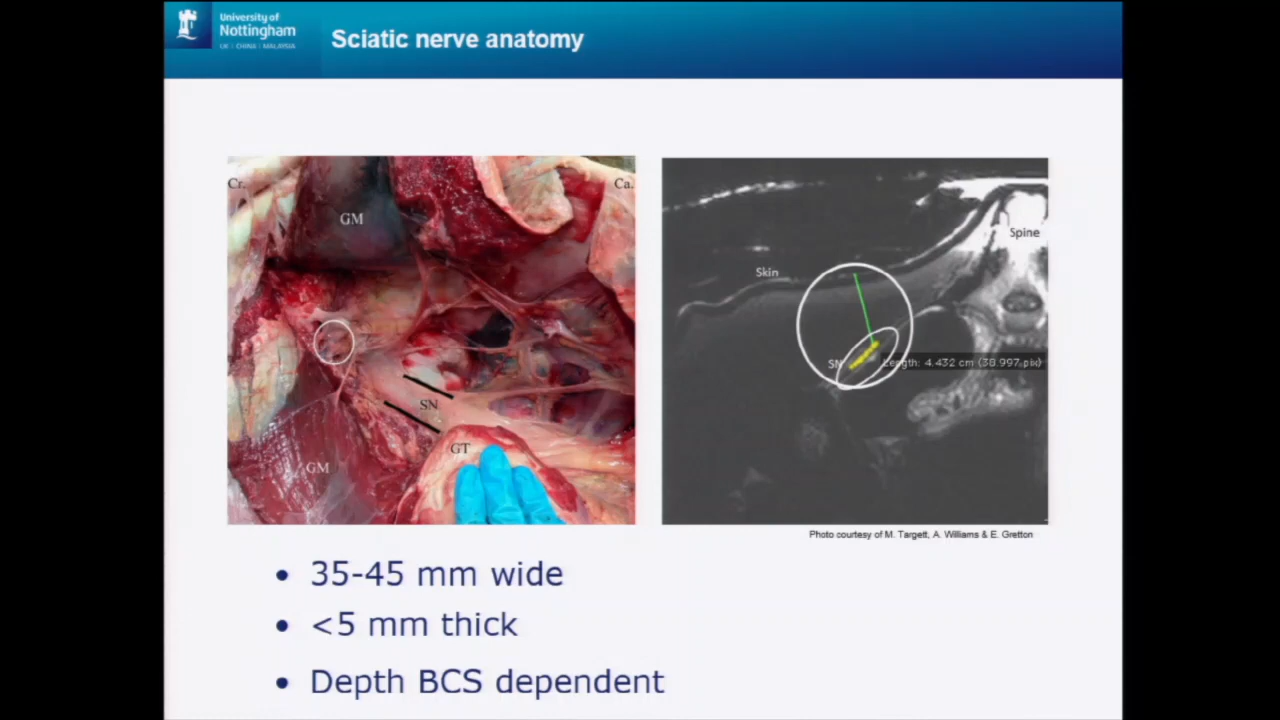 University of
Nottingham
UK | CHINA | MALAYSIA
Sciatic nerve anatomy
Cr.
Ca.
GM
SN
GT
GM
Spine
Skin
SN
Length: 4.432 cm (38.997 pix)
Photo courtesy of M. Targett, A. Williams & E. Gretton
• 35-45 mm wide
• <5 mm thick
• Depth BCS dependent